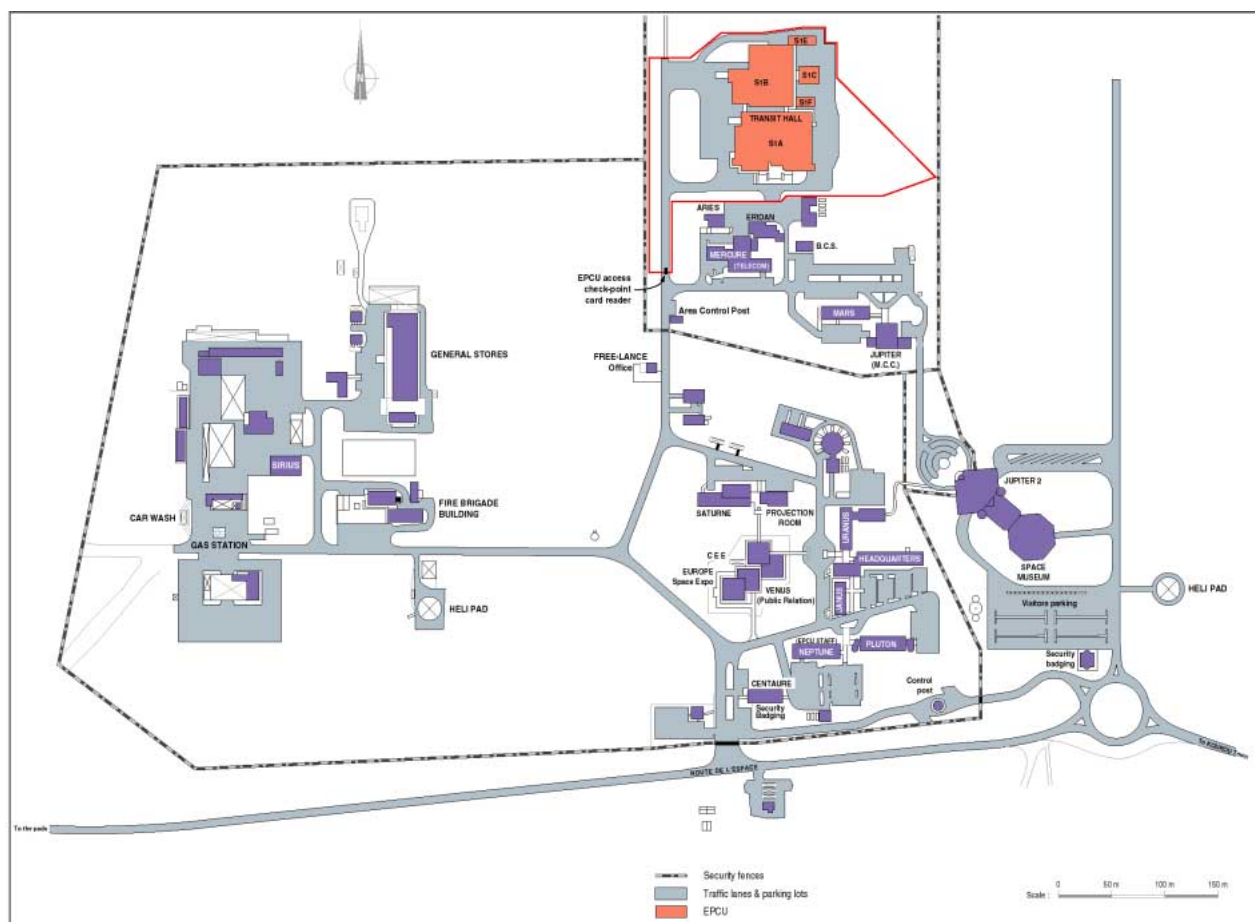 N
S1E
S1B
S1C
S1F
TRANSIT HALL
S1A
ARIES
ERIDAN
MERCURE
(TELECOM)
B.C.S.
EPCU access
check-point
card reader
Area Control Post
MARS
JUPITER
(M.C.C.)
FREE-LANCE
Office
GENERAL STORES
SIRIUS
FIRE BRIGADE
BUILDING
CAR WASH
GAS STATION
HELI PAD
SATURNE
PROJECTION
ROOM
URANUS
JUPITER 2
SPACE
MUSEUM
C E E
EUROPE
Space Expo
VENUS
(Public Relation)
HEADQUARTERS
HELI PAD
Visitors parking
(EPCU STAFF)
NEPTUNE
PLUTON
Security
badging
CENTAURE
Security
Badging
Control
post
ROUTE DE L'ESPACE
To the pads
Security fences
Traffic lanes & parking lots
EPCU
Scale :
0 50 m 100 m 150 m